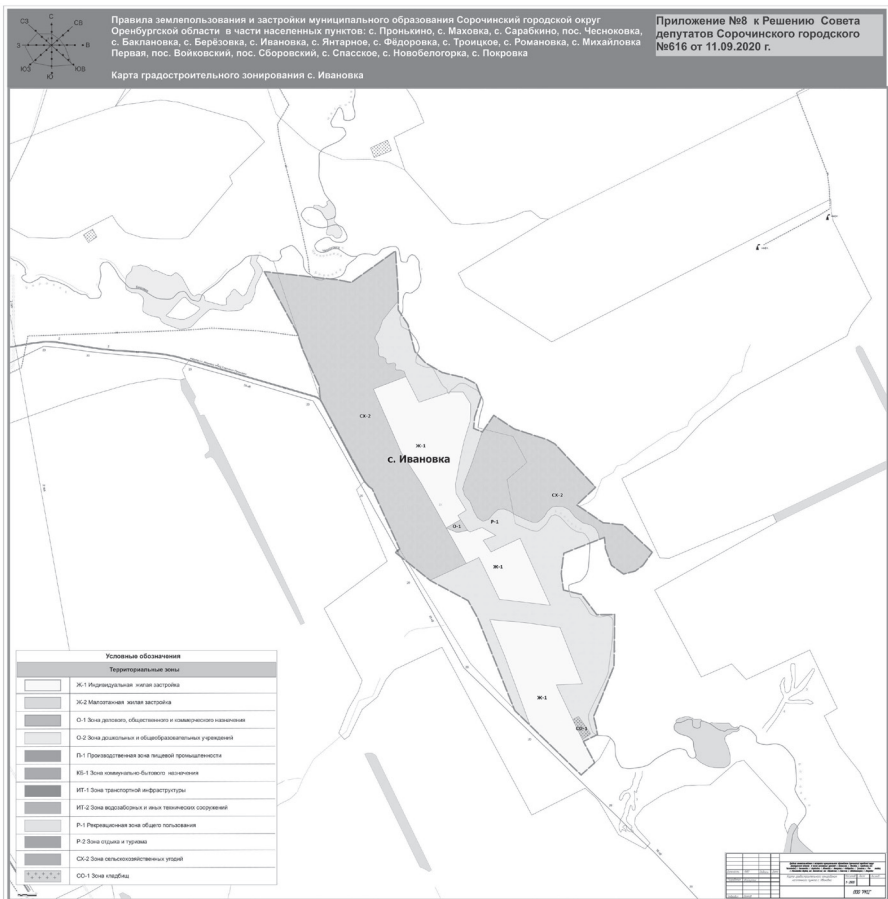 С
СЗ
СВ
З
В
ЮЗ
ЮВ
Ю
Правила землепользования и застройки муниципального образования Сорочинский городской округ
Оренбургской области в части населенных пунктов: с. Пронькино, с. Маховка, с. Сарабкино, пос. Чесноковка,
с. Баклановка, с. Берёзовка, с. Ивановка, с. Янтарное, с. Фёдоровка, с. Троицкое, с. Романовка, с. Михайловка
Первая, пос. Войковский, пос. Сборовский, с. Спасское, с. Новобелогорка, с. Покровка
Карта градостроительного зонирования с. Ивановка
Приложение №8 к Решению Совета
депутатов Сорочинского городского
№616 от 11.09.2020 г.
СХ-2
Ж-1
с. Ивановка
СХ-2
О-1
Р-1
Ж-1
Ж-1
СО-1
Условные обозначения
Территориальные зоны
Ж-1 Индивидуальная жилая застройка
Ж-2 Малоэтажная жилая застройка
О-1 Зона делового, общественного и коммерческого назначения
О-2 Зона дошкольных и общеобразовательных учреждений
П-1 Производственная зона пищевой промышленности
КБ-1 Зона коммунально-бытового назначения
ИТ-1 Зона транспортной инфраструктуры
ИТ-2 Зона водозаборных и иных технических сооружений
Р-1 Рекреационная зона общего пользования
Р-2 Зона отдыха и туризма
СХ-2 Зона сельскохозяйственных угодий
СО-1 Зона кладбищ